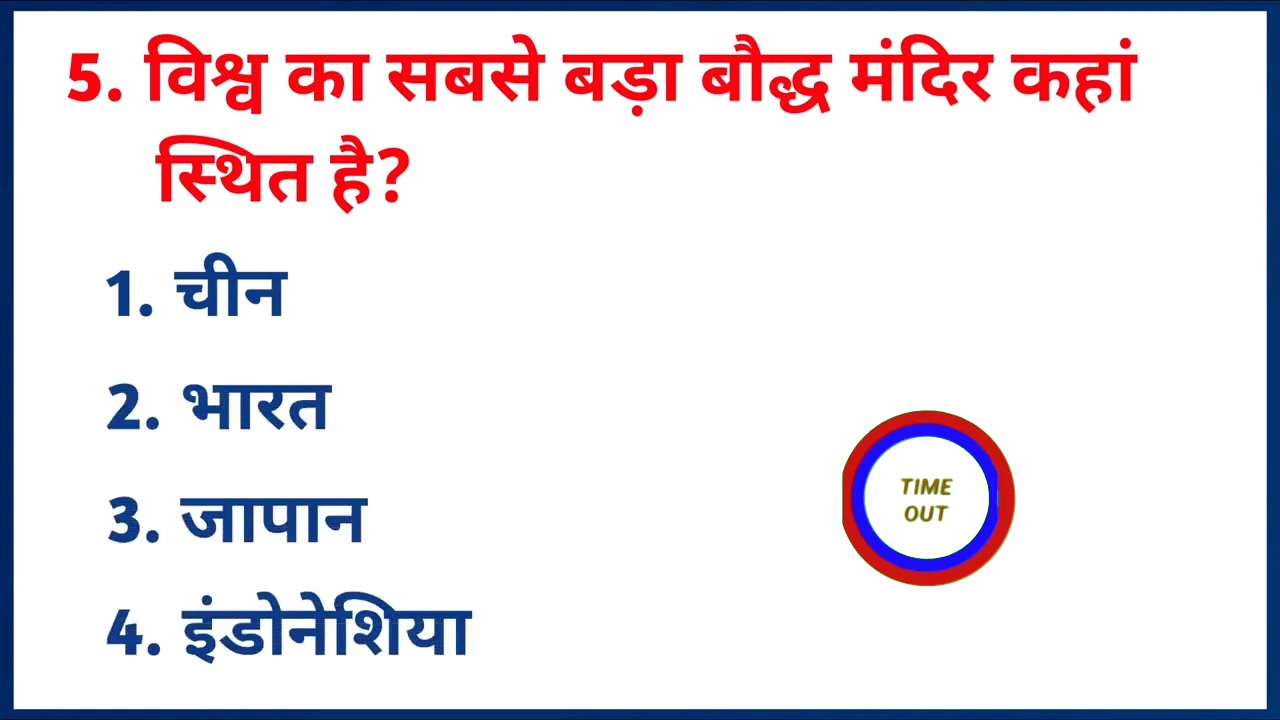 5. विश्व का सबसे बड़ा बौद्ध मंदिर कहां
स्थित है?
1. चीन
2. भारत
3. जापान
4. इंडोनेशिया
TIME
OUT